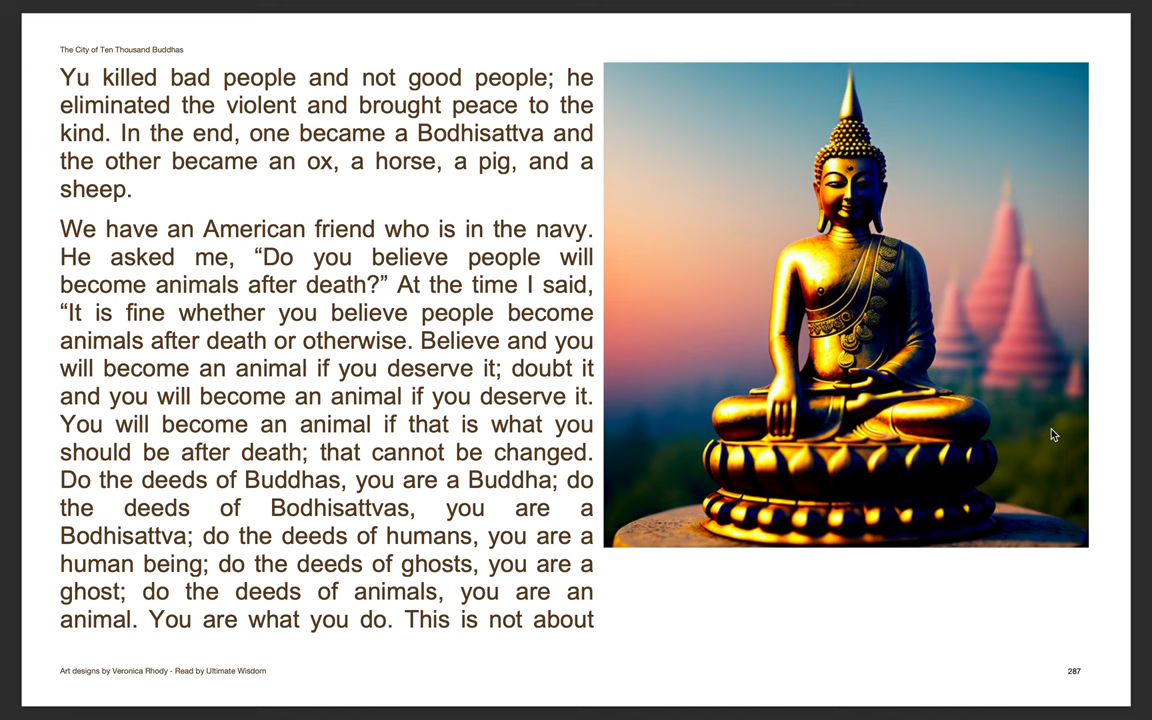 The City of Ten Thousand Buddhas
Yu killed bad people and not good people; he
eliminated the violent and brought peace to the
kind. In the end, one became a Bodhisattva and
the other became an ox, a horse, a pig, and a
sheep.
We have an American friend who is in the navy.
He asked me, “Do you believe people will
become animals after death?” At the time I said,
“It is fine whether you believe people become
animals after death or otherwise. Believe and you
will become an animal if you deserve it; doubt it
and you will become an animal if you deserve it.
You will become an animal if that is what you
should be after death; that cannot be changed.
Do the deeds of Buddhas, you are a Buddha; do
the deeds of Bodhisattvas, you are a
Bodhisattva; do the deeds of humans, you are a
human being; do the deeds of ghosts, you are a
ghost; do the deeds of animals, you are an
animal. You are what you do. This is not about
Art designs by Veronica Rhody - Read by Ultimate Wisdom
287